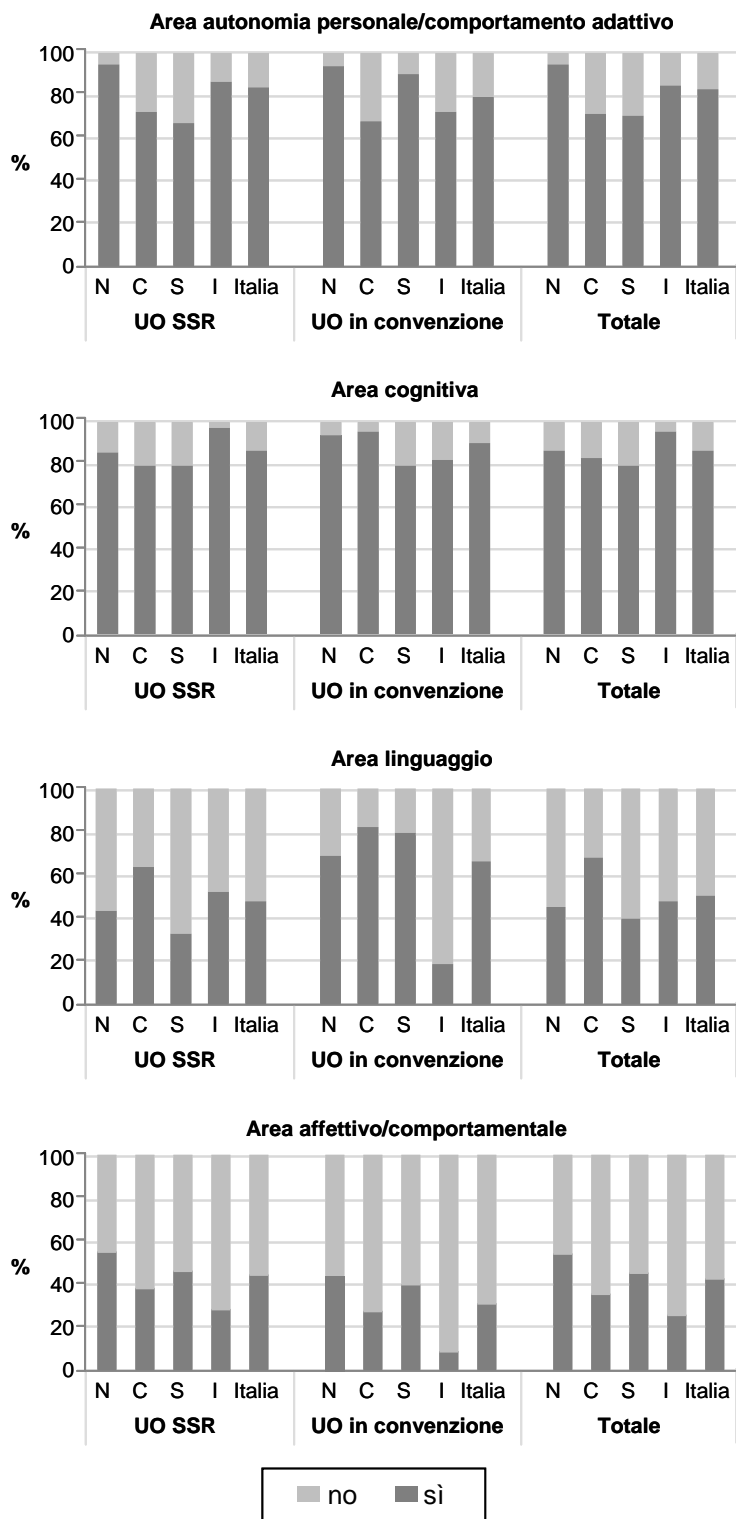 Area autonomia personale/comportamento adattivo
100
80
60
%
40
20
0
N C S I Italia N C S I Italia N C S I Italia
UO SSR UO in convenzione Totale
Area cognitiva
100
80
60
%
40
20
0
N C S I Italia N C S I Italia N C S I Italia
UO SSR UO in convenzione Totale
Area linguaggio
100
80
60
%
40
20
0
N C S I Italia N C S I Italia N C S I Italia
UO SSR UO in convenzione Totale
Area affettivo/comportamentale
100
80
60
%
40
20
0
N C S I Italia N C S I Italia N C S I Italia
UO SSR UO in convenzione Totale
no sì